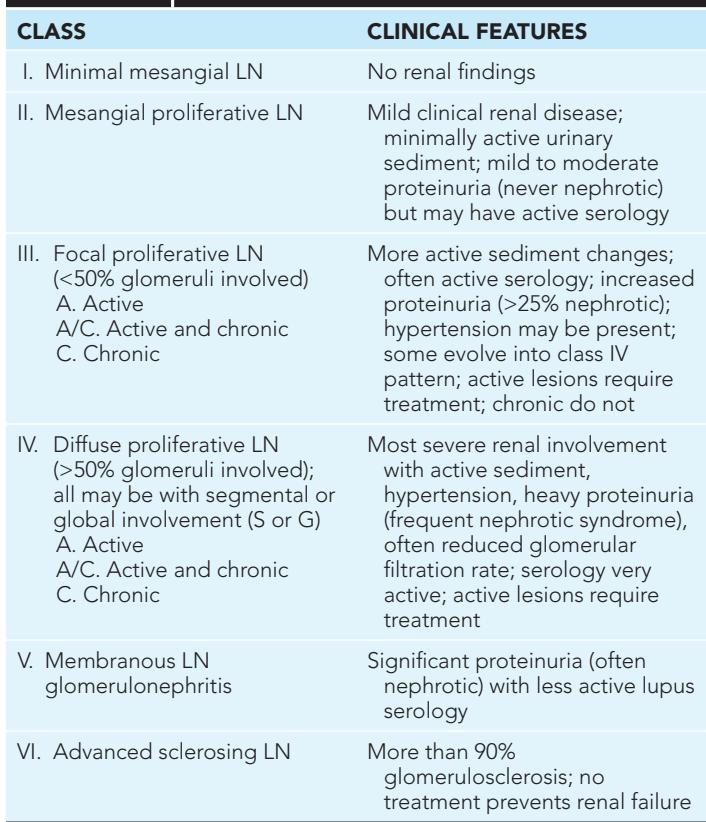 CLASS CLINICAL FEATURES
I. Minimal mesangial LN No renal findings
II. Mesangial proliferative LN Mild clinical renal disease;
minimally active urinary
sediment; mild to moderate
proteinuria (never nephrotic)
but may have active serology
III. Focal proliferative LN More active sediment changes;
(<50% glomeruli involved) often active serology; increased
A. Active proteinuria (>25% nephrotic);
A/C. Active and chronic hypertension may be present;
C. Chronic some evolve into class IV
pattern; active lesions require
treatment; chronic do not
IV. Diffuse proliferative LN Most severe renal involvement
(>50% glomeruli involved); with active sediment,
all may be with segmental or hypertension, heavy proteinuria
global involvement (S or G) (frequent nephrotic syndrome),
A. Active often reduced glomerular
A/C. Active and chronic filtration rate; serology very
C. Chronic active; active lesions require
treatment
V. Membranous LN Significant proteinuria (often
glomerulonephritis nephrotic) with less active lupus
serology
VI. Advanced sclerosing LN More than 90%
glomerulosclerosis; no
treatment prevents renal failure